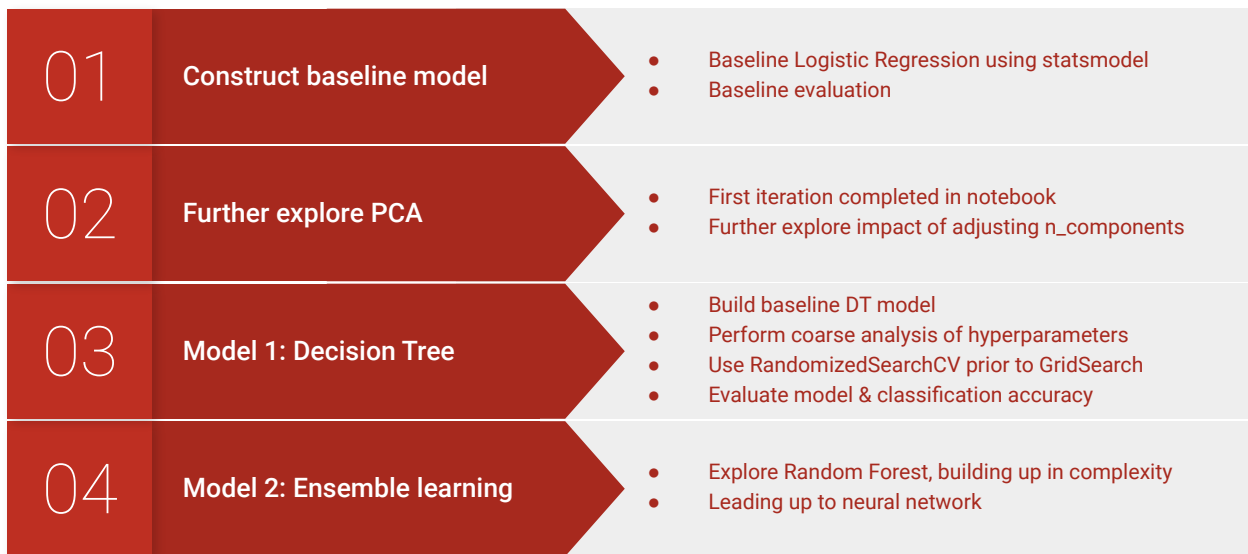 01
Construct baseline model
● Baseline Logistic Regression using statsmodel
● Baseline evaluation
02
Further explore PCA
● First iteration completed in notebook
● Further explore impact of adjusting n_components
03
Model 1: Decision Tree
● Build baseline DT model
● Perform coarse analysis of hyperparameters
● Use RandomizedSearchCV prior to GridSearch
● Evaluate model & classification accuracy
04
Model 2: Ensemble learning
● Explore Random Forest, building up in complexity
● Leading up to neural network